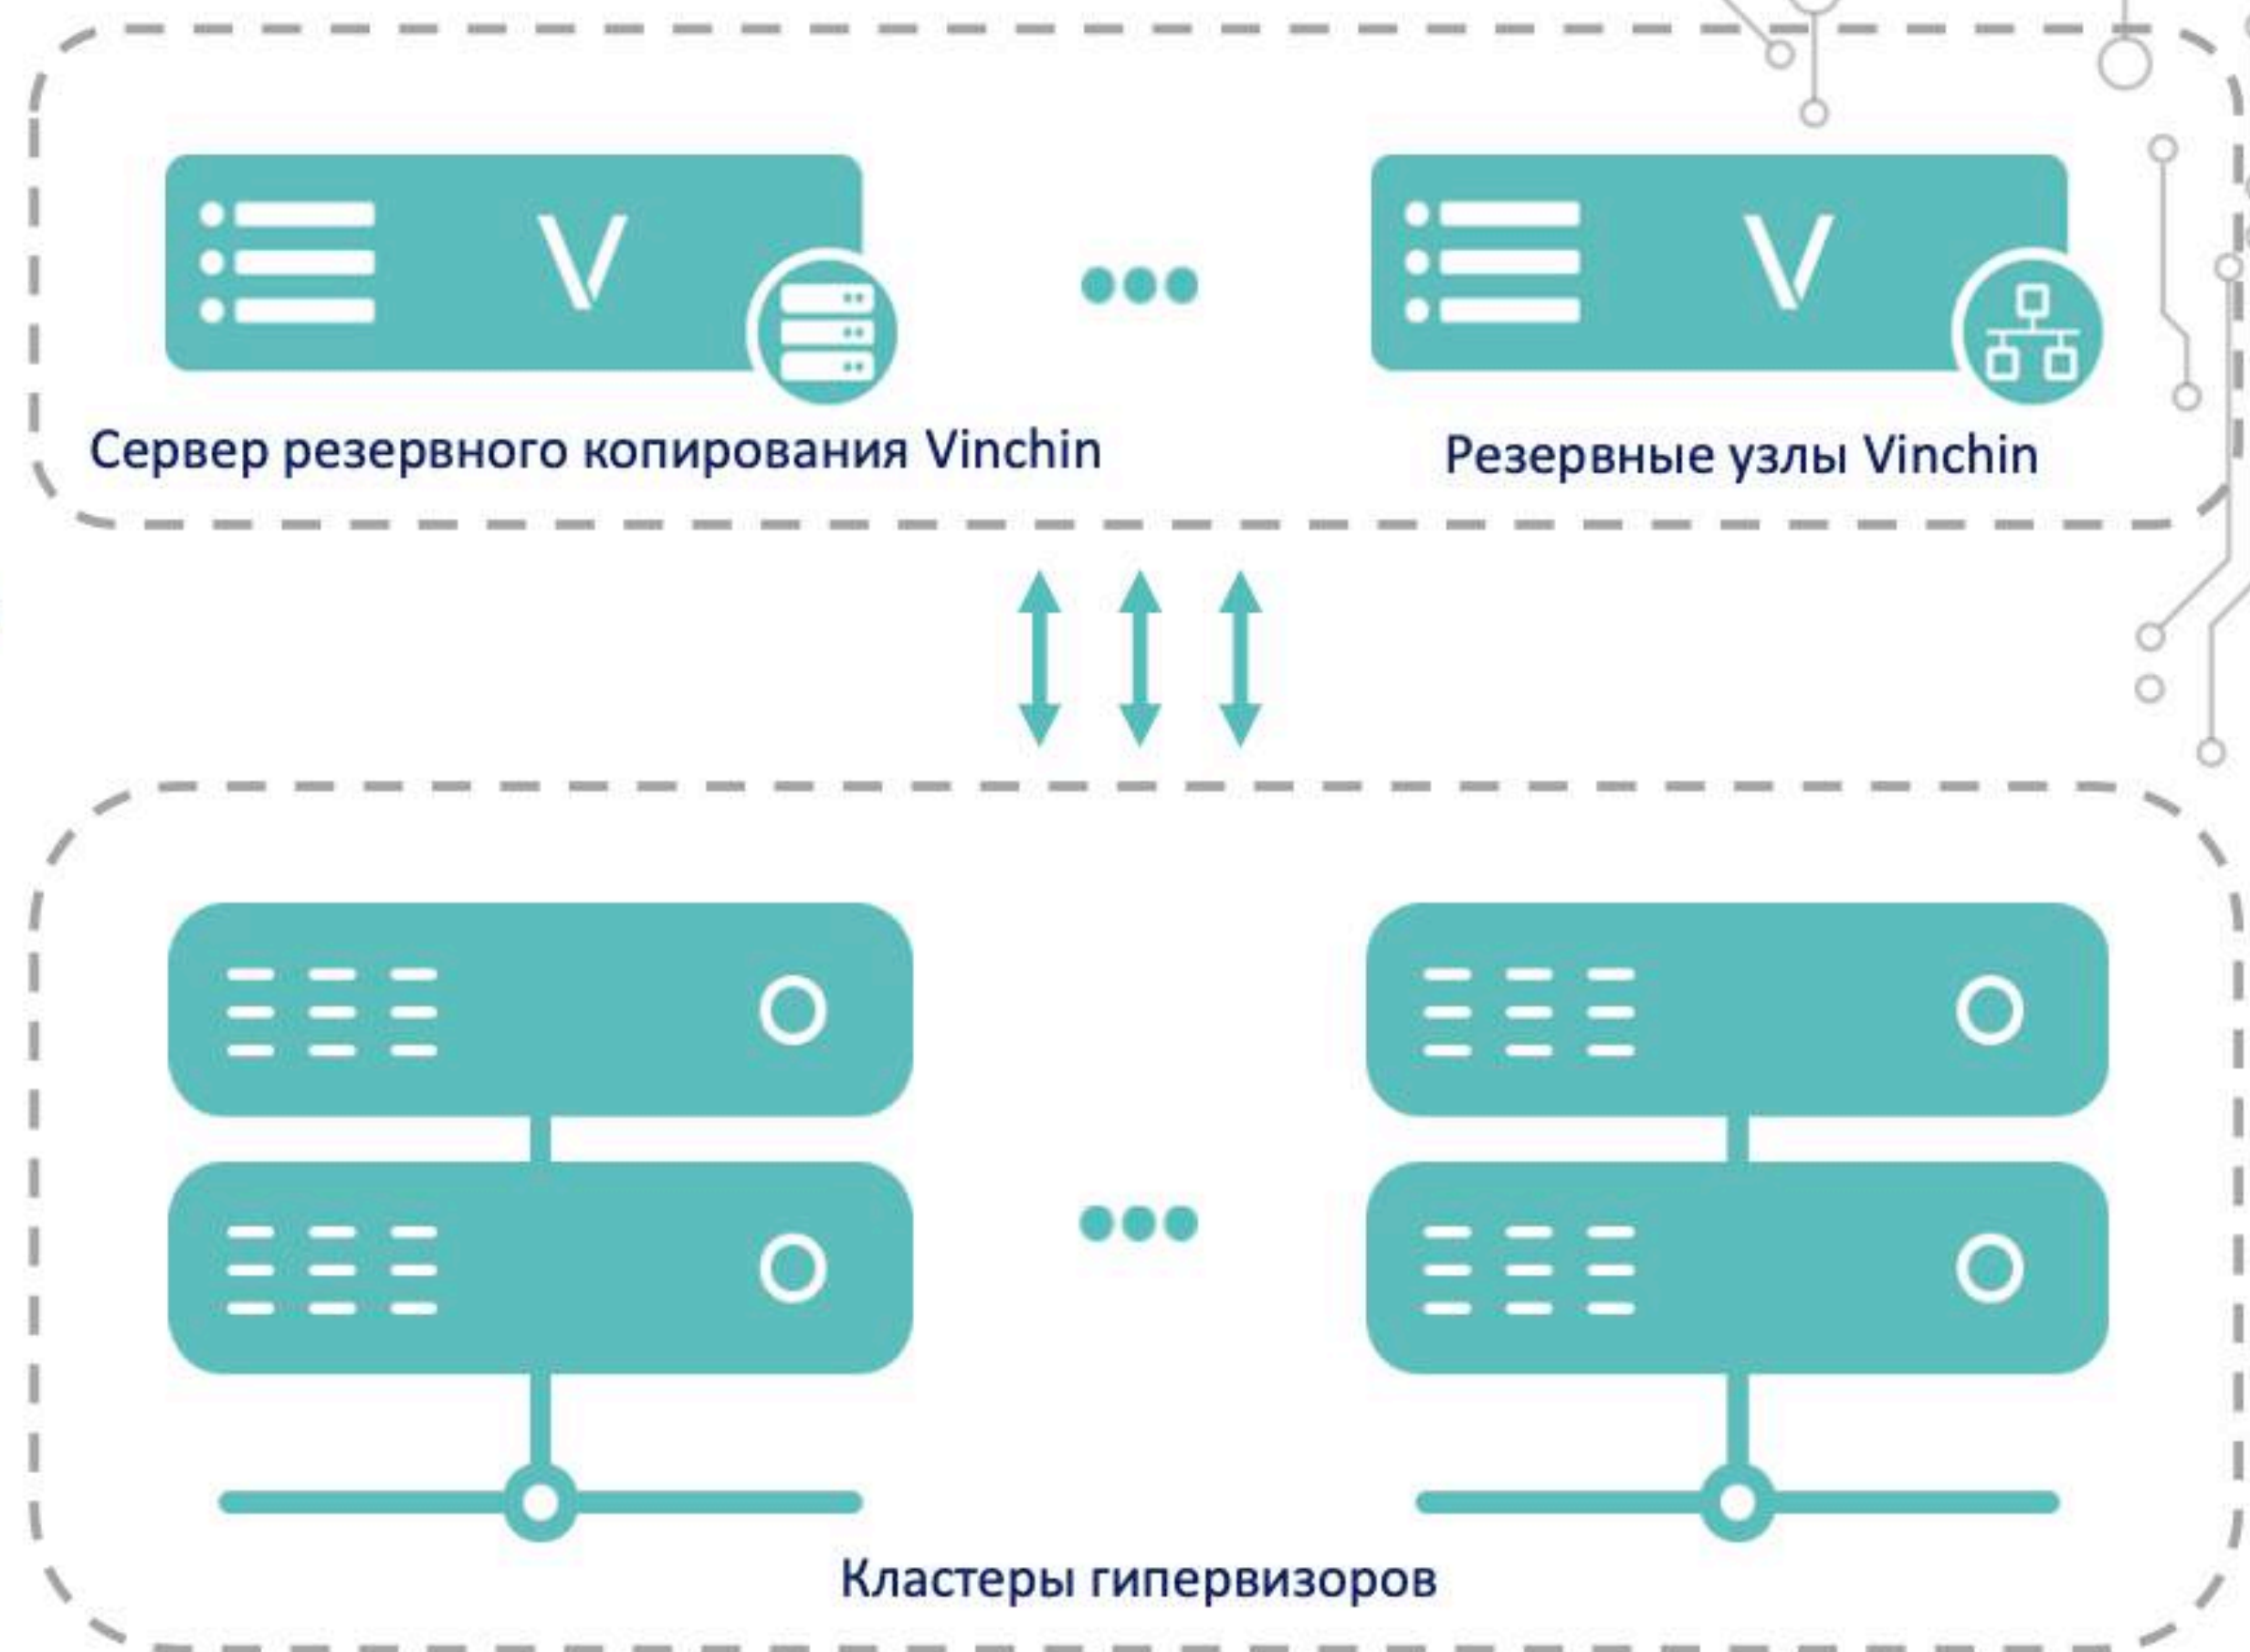 V
V
Сервер резервного копирования Vinchin
Резервные узлы Vinchin
Кластеры гипервизоров